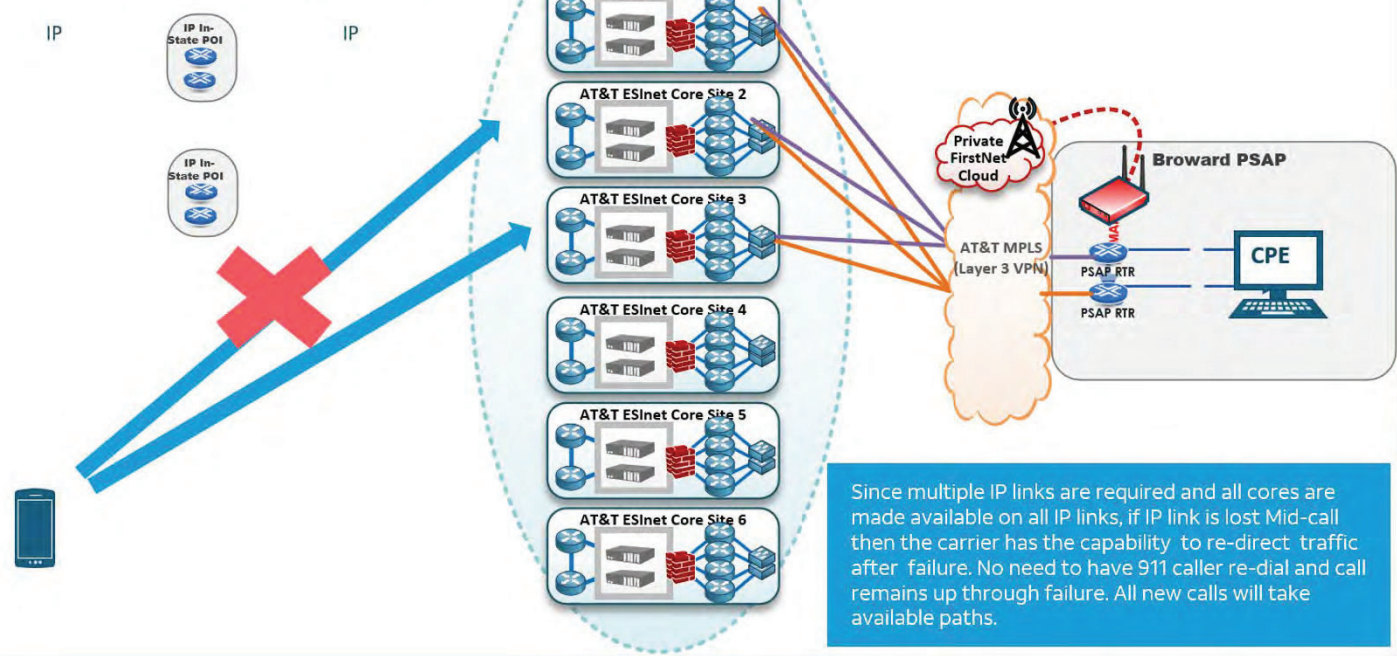 IP
IP In-
State POI
IP
IP In-
State POI
AT&T ESInet Core Site 2
AT&T ESInet Core Site 3
AT&T ESInet Core Site 4
AT&T ESInet Core Site 5
AT&T ESInet Core Site 6
Private
FirstNet
Cloud
AT&T MPLS
(Layer 3 VPN)
Broward PSAP
PSAP RTR
PSAP RTR
CPE
Since multiple IP links are required and all cores are
made available on all IP links, if IP link is lost Mid-call
then the carrier has the capability to re-direct traffic
after failure. No need to have 911 caller re-dial and call
remains up through failure. All new calls will take
available paths.